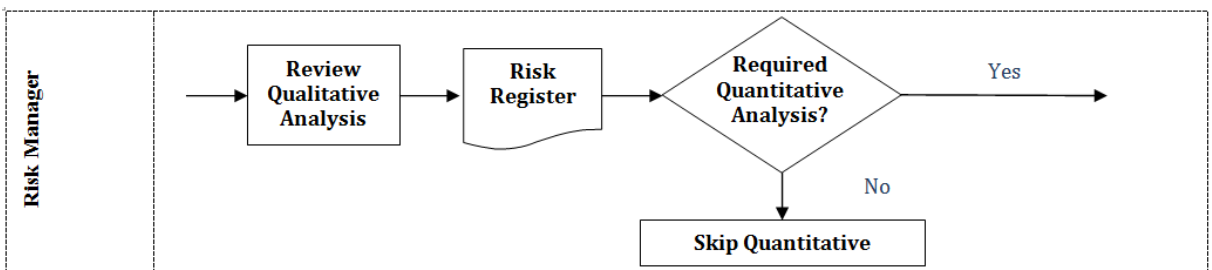 Risk Manager
Review
Qualitative
Analysis
Risk
Register
Required
Quantitative
Analysis?
Yes
No
Skip Quantitative